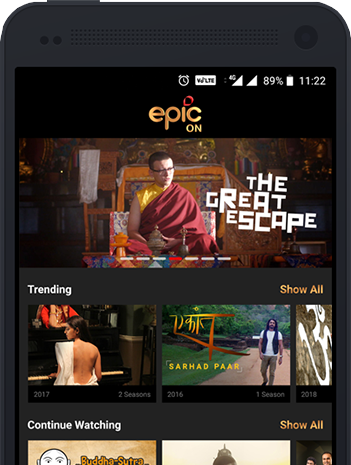 VoLTE 4G 89% 11:22
epic
ON
THE
GREAT
ESCAPE
Trending Show All
एकांत
SARHAD PAAR
2017 2 Seasons 2016 1 Season 2018
Continue Watching Show All
Buddha-Sutra